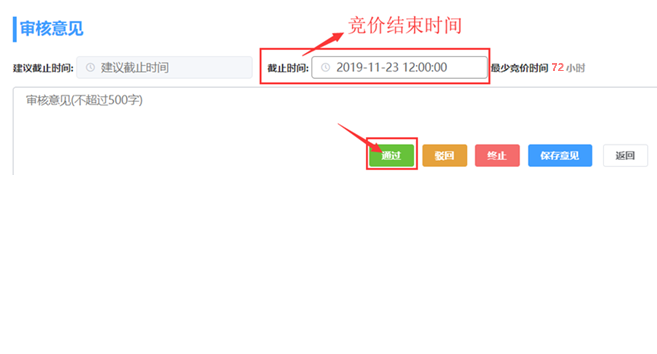 审核意见
竞价结束时间
建议截止时间: 建议截止时间 截止时间: 2019-11-23 12:00:00 最少竞价时间 72 小时
审核意见(不超过500字)
通过 驳回 终止 保存意见 返回